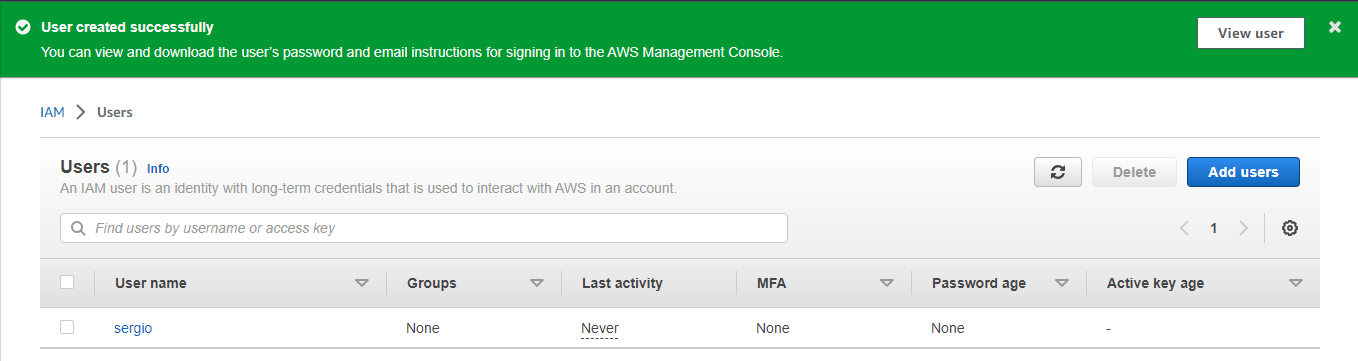 User created successfully
You can view and download the user's password and email instructions for signing in to the AWS Management Console.
View user
IAM Users
Users (1) Info
An IAM user is an identity with long-term credentials that is used to interact with AWS in an account.
Delete
Add users
Find users by username or access key
1
User name Groups Last activity MFA Password age Active key age
sergio None Never None None -